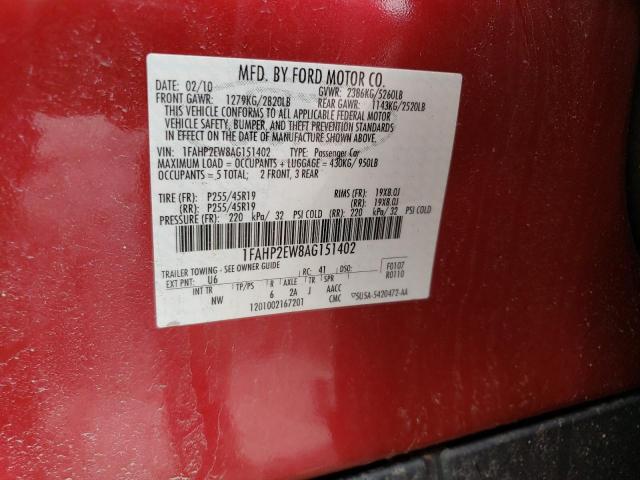 MFD. BY FORD MOTOR CO.
DATE: 02/10 GVWR: 2386KG/5260LB
FRONT GAWR: 1279KG/2820LB REAR GAWR: 1143KG/2520LB
THIS VEHICLE CONFORMS TO ALL APPLICABLE FEDERAL MOTOR
VEHICLE SAFETY, BUMPER, AND THEFT PREVENTION STANDARDS
IN EFFECT ON THE DATE OF MANUFACTURE SHOWN ABOVE.
VIN: 1FAHP2EW8AG151402 TYPE: Passenger Car
MAXIMUM LOAD = OCCUPANTS + LUGGAGE = 430KG/ 950LB
OCCUPANTS = 5 TOTAL; 2 FRONT, 3 REAR
TIRE (FR): P255/45R19 RIMS (FR): 19X8.0J
(RR): P255/45R19 (RR): 19X8.0J
PRESSURE (FR): 220 kPa/ 32 PSI COLD (RR): 220 kPa/ 32 PSI COLD
1FAHP2EW8AG151402
TRAILER TOWING - SEE OWNER GUIDE
EXT PNT: U6 RC: 41 DSO: F0107
INT TR TP/PS R AXLE TR SPR R0110
NW 6 2A J AACC
1201002167201 CMC 5U5A-5420472-AA